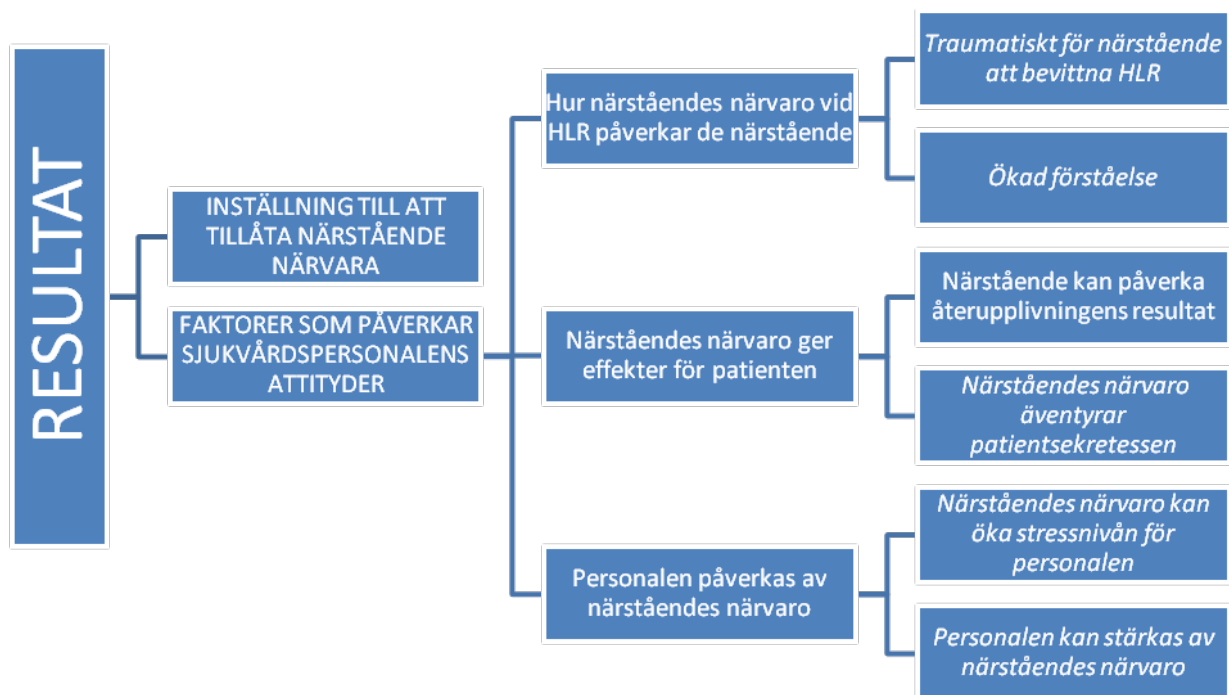 RESULTAT
INSTÄLLNING TILL ATT
TILLÅTA NÄRSTÅENDE
NÄRVARA
FAKTORER SOM PÅVERKAR
SJUKVÅRDSPERSONALENS
ATTITYDER
Hur närståendes närvaro vid
HLR påverkar de närstående
Traumatiskt för närstående
att bevittna HLR
Ökad förståelse
Närståendes närvaro ger
effekter för patienten
Närstående kan påverka
återupplivningens resultat
Närståendes närvaro
äventyrar
patientsekretessen
Personalen påverkas av
närståendes närvaro
Närståendes närvaro kan
öka stressnivån för
personalen
Personalen kan stärkas av
närståendes närvaro